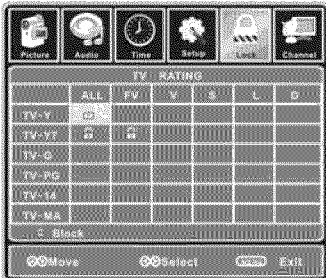 Picture Audio Time Setup Lock Channel
TV RATING
ALL FV V S L D
TV-Y
TV-Y7
TV-G
TV-PG
TV-14
TV-MA
: Block
Move Select Exit